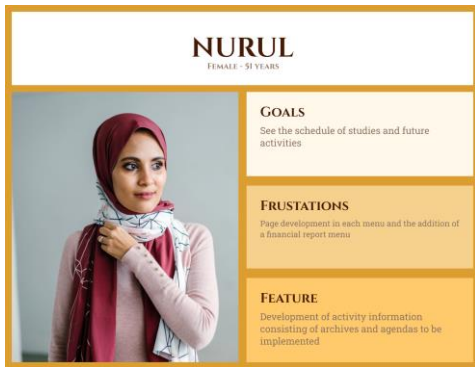 NURUL
FEMALE - 51 YEARS
GOALS
See the schedule of studies and future
activities
FRUSTATIONS
Page development in each menu and the addition of
a financial report menu
FEATURE
Development of activity information
consisting of archives and agendas to be
implemented